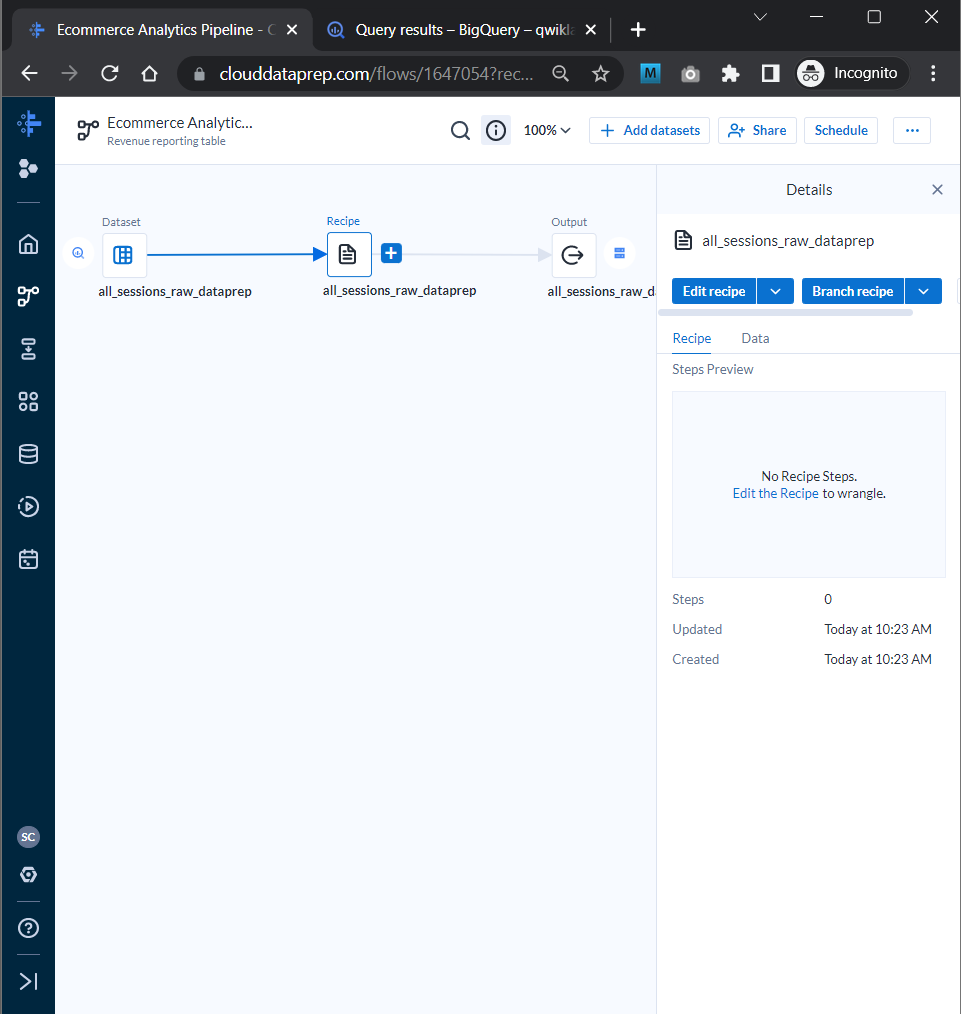 Ecommerce Analytics Pipeline - C
Query results – BigQuery – qwikla
clouddataprep.com/flows/1647054?rec...
M
Incognito
Ecommerce Analytic...
Revenue reporting table
100%
Add datasets
Share
Schedule
...
Details
Dataset
Recipe
Output
all_sessions_raw_dataprep
all_sessions_raw_dataprep
all_sessions_raw_da
all_sessions_raw_dataprep
Edit recipe
Branch recipe
Recipe
Data
Steps Preview
No Recipe Steps.
Edit the Recipe to wrangle.
Steps 0
Updated Today at 10:23 AM
Created Today at 10:23 AM
SC